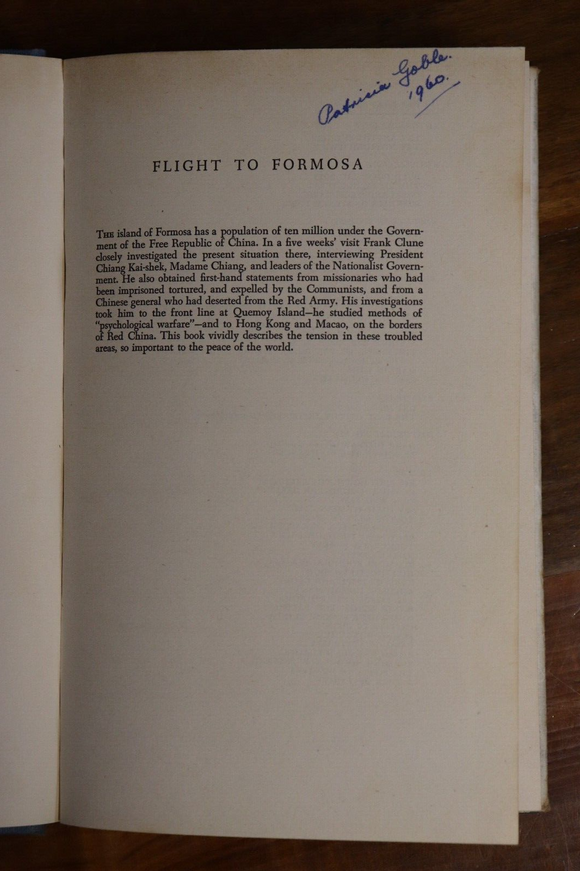 Patricia Goble.
1960.
FLIGHT TO FORMOSA
THE island of Formosa has a population of ten million under the Govern-
ment of the Free Republic of China. In a five weeks' visit Frank Clune
closely investigated the present situation there, interviewing President
Chiang Kai-shek, Madame Chiang, and leaders of the Nationalist Govern-
ment. He also obtained first-hand statements from missionaries who had
been imprisoned tortured, and expelled by the Communists, and from a
Chinese general who had deserted from the Red Army. His investigations
took him to the front line at Quemoy Island—he studied methods of
"psychological warfare"—and to Hong Kong and Macao, on the borders
of Red China. This book vividly describes the tension in these troubled
areas, so important to the peace of the world.